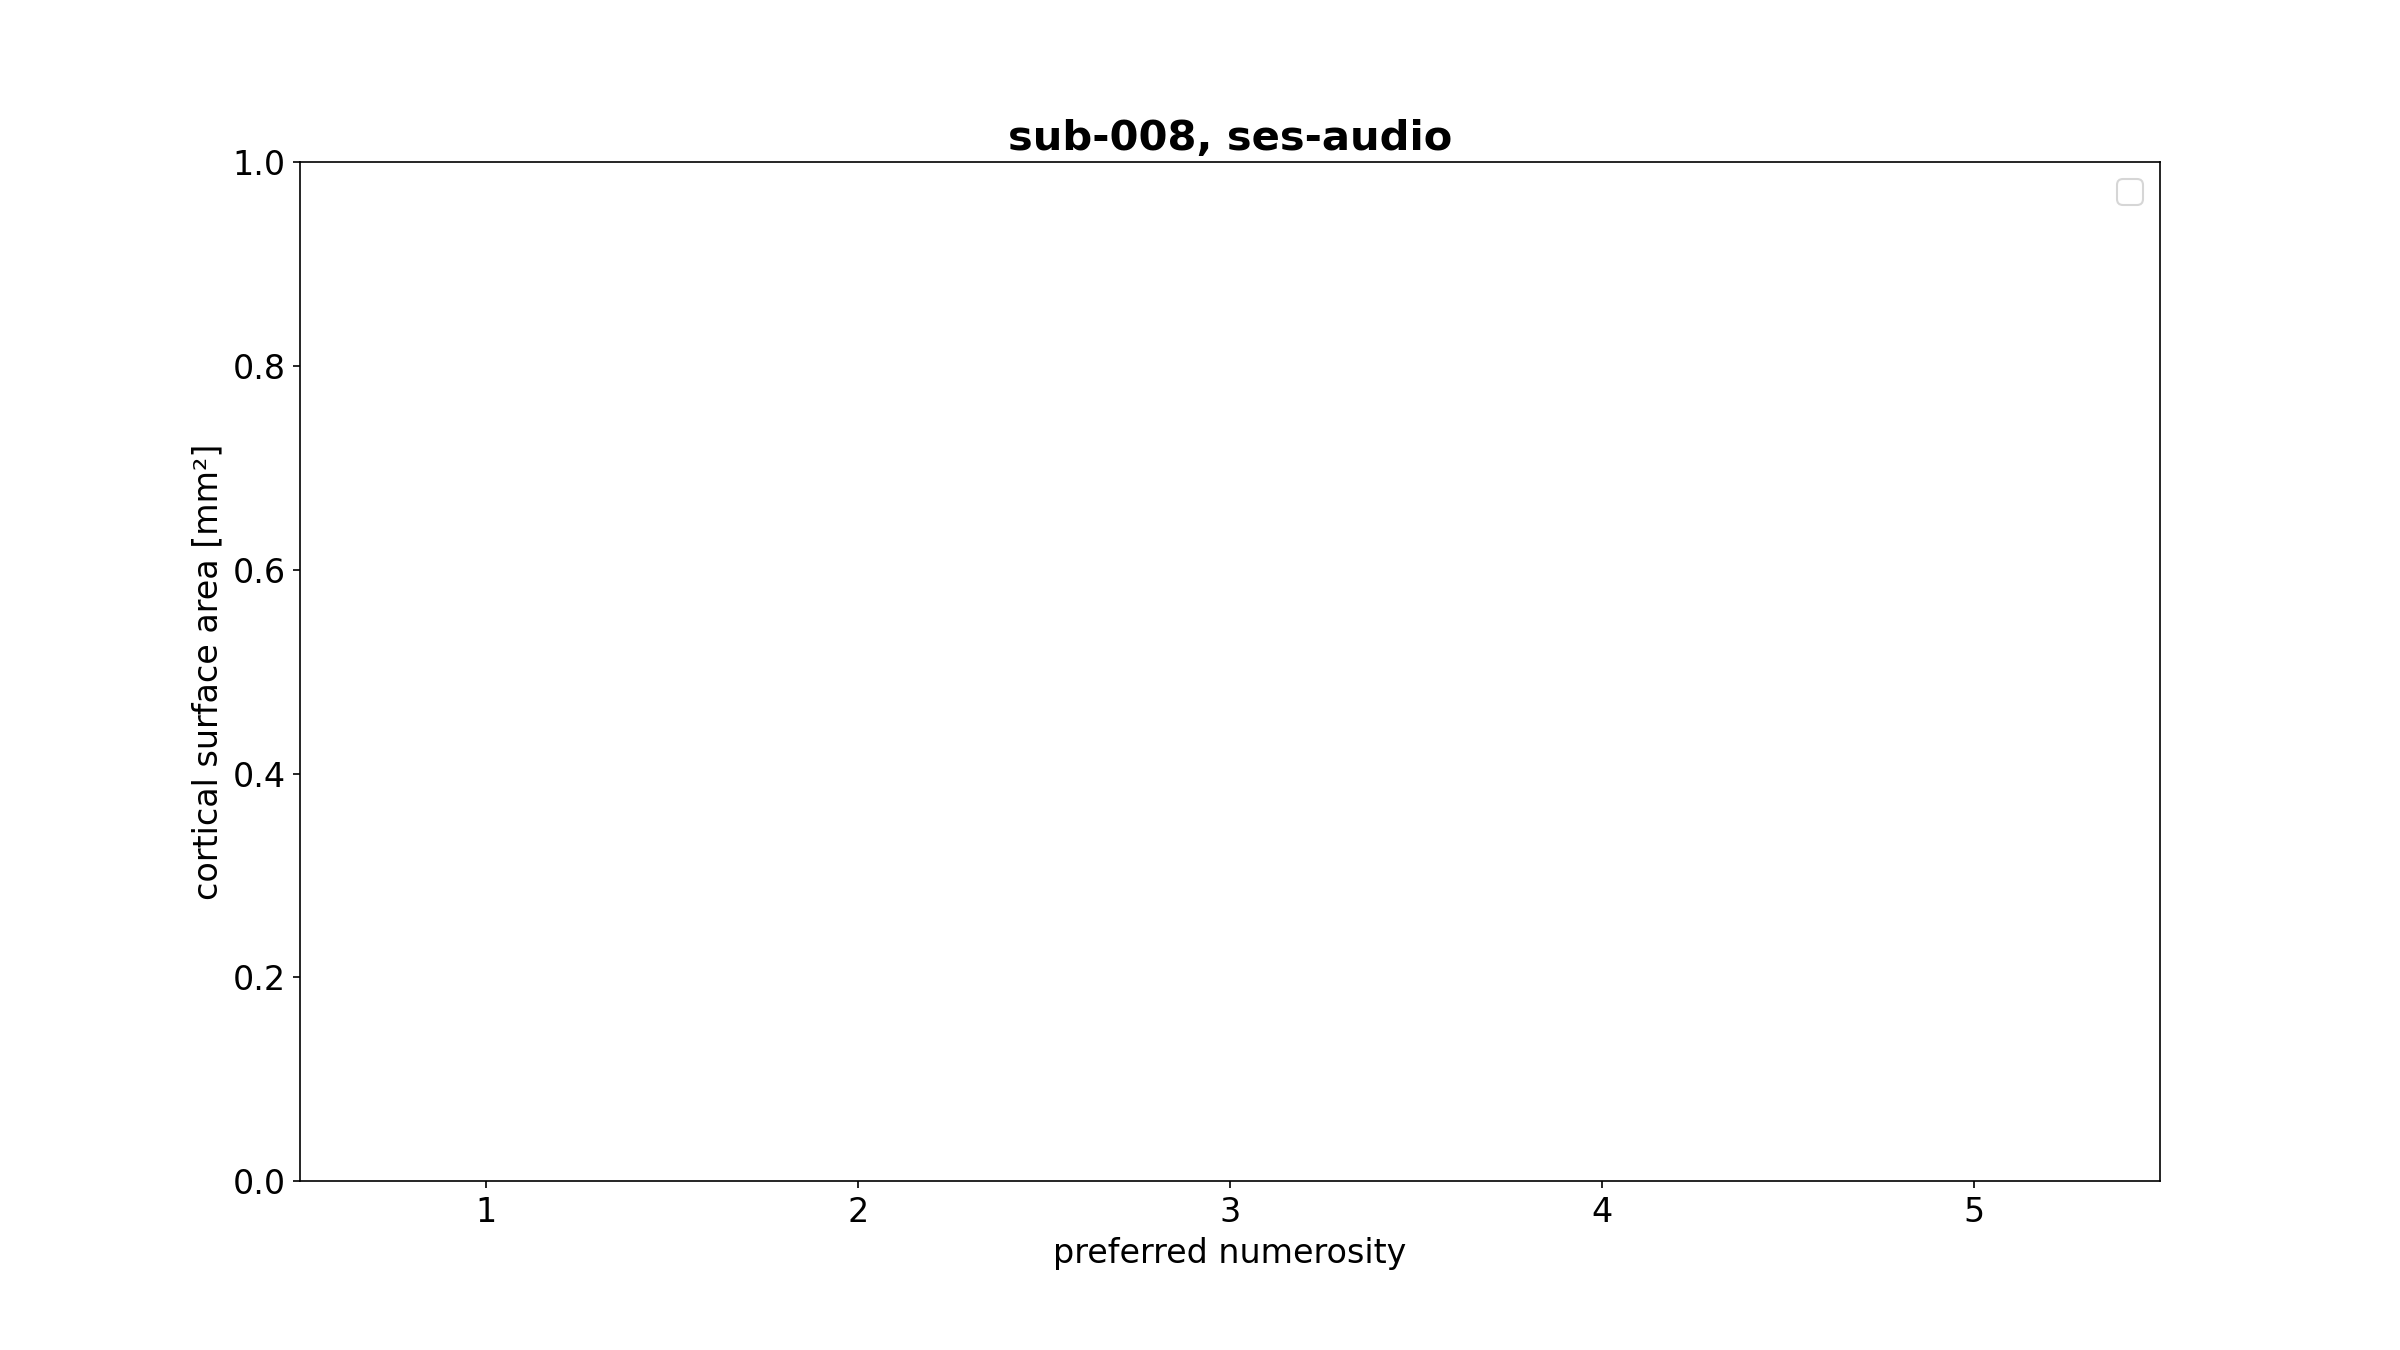 sub-008, ses-audio
1.0
0.8
0.6
0.4
0.2
0.0
cortical surface area [mm²]
1 2 3 4 5
preferred numerosity